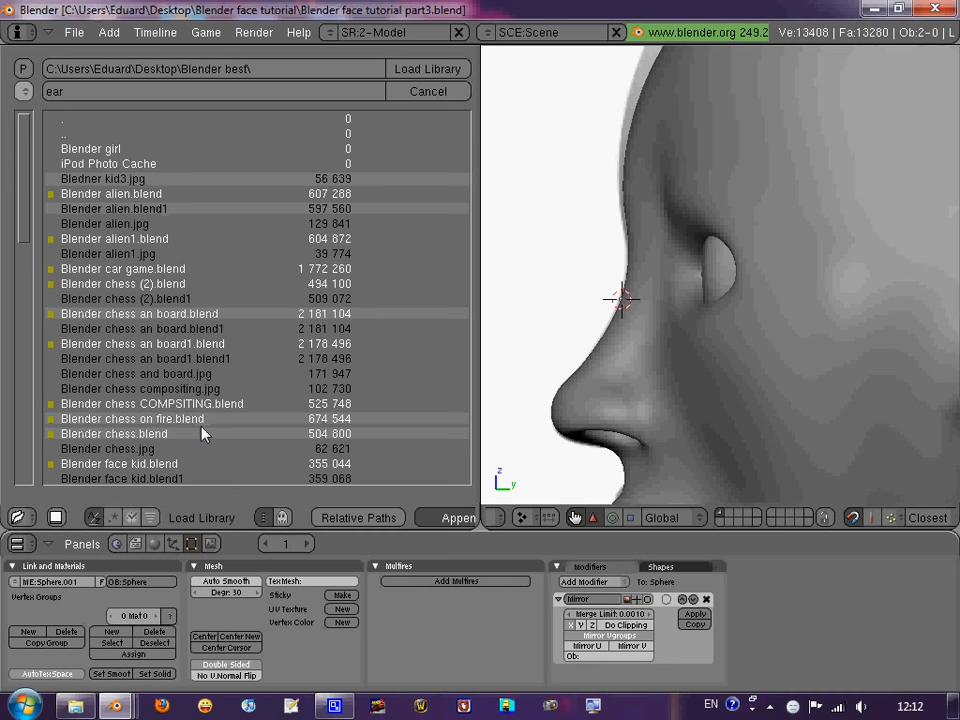 Blender [C:\Users\Eduard\Desktop\Blender face tutorial\Blender face tutorial part3.blend]
File Add Timeline Game Render Help SR:2-Model SCE:Scene www.blender.org 249.2 Ve:13408 | Fa:13280 | Ob:2-0 | L
P C:\Users\Eduard\Desktop\Blender best\ Load Library
ear Cancel
. 0
.. 0
Blender girl 0
iPod Photo Cache 0
Bledner kid3.jpg 56 639
Blender alien.blend 607 288
Blender alien.blend1 597 560
Blender alien.jpg 129 841
Blender alien1.blend 604 872
Blender alien1.jpg 39 774
Blender car game.blend 1 772 260
Blender chess (2).blend 494 100
Blender chess (2).blend1 509 072
Blender chess an board.blend 2 181 104
Blender chess an board.blend1 2 181 104
Blender chess an board1.blend 2 178 496
Blender chess an board1.blend1 2 178 496
Blender chess and board.jpg 171 947
Blender chess compositing.jpg 102 730
Blender chess COMPSITING.blend 525 748
Blender chess on fire.blend 674 544
Blender chess.blend 504 800
Blender chess.jpg 62 621
Blender face kid.blend 355 044
Blender face kid.blend1 359 068
z
y
Load Library Relative Paths Appen Global Closest
Panels 1
Link and Materials Mesh Multires Modifiers Shapes
ME:Sphere.001 F OB:Sphere Auto Smooth TexMesh: Add Multires Add Modifier To: Sphere
Vertex Groups Degr: 30 Sticky Make Mirror
UV Texture New Merge Limit: 0.0010 Apply
0 Mat 0 ? Vertex Color New X Y Z Do Clipping Copy
New Delete New Delete Center Center New Mirror Vgroups
Copy Group Select Deselect Center Cursor Mirror U Mirror V
Assign Double Sided Ob:
AutoTexSpace Set Smoot Set Solid No V.Normal Flip
EN 12:12